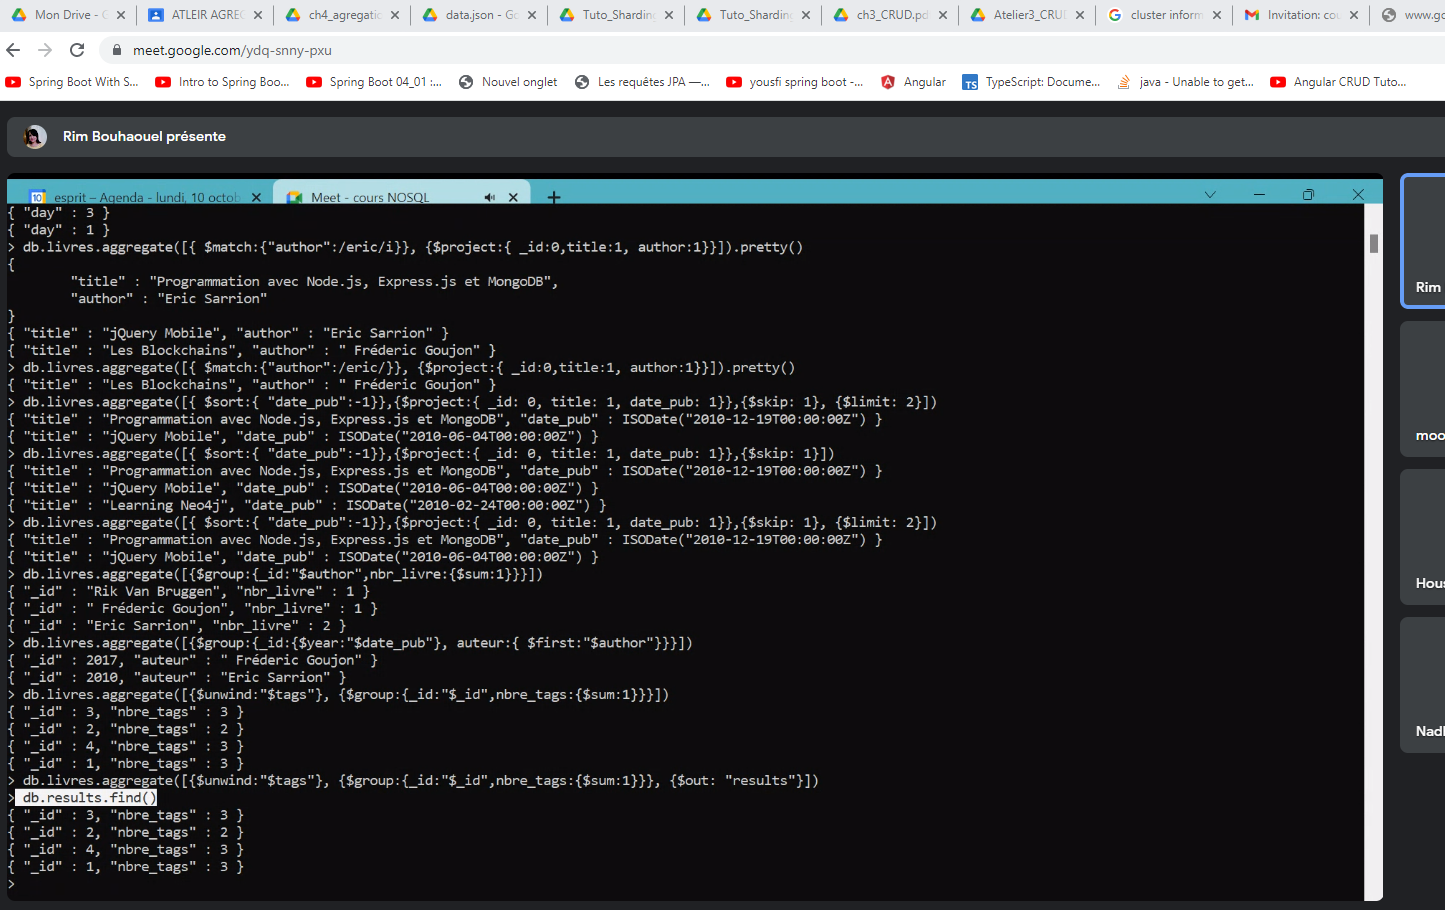 Mon Drive - G
ATLEIR AGREG
ch4_agregatio
data.json - Go
Tuto_Sharding
Tuto_Sharding
ch3_CRUD.pd
Atelier3_CRUD
cluster inform
Invitation: cou
www.go
meet.google.com/ydq-snny-pxu
Spring Boot With S...
Intro to Spring Boo...
Spring Boot 04_01 :...
Nouvel onglet
Les requêtes JPA —...
yousfi spring boot -...
Angular
TypeScript: Docume...
java - Unable to get...
Angular CRUD Tuto...
Rim Bouhaouel présente
esprit – Agenda - lundi, 10 octob
Meet - cours NOSQL
{ "day" : 3 }
{ "day" : 1 }
> db.livres.aggregate([{ $match:{"author":/eric/i}}, {$project:{ _id:0,title:1, author:1}}]).pretty()
{
"title" : "Programmation avec Node.js, Express.js et MongoDB",
"author" : "Eric Sarrion"
}
{ "title" : "jQuery Mobile", "author" : "Eric Sarrion" }
{ "title" : "Les Blockchains", "author" : " Fréderic Goujon" }
> db.livres.aggregate([{ $match:{"author":/eric/}}, {$project:{ _id:0,title:1, author:1}}]).pretty()
{ "title" : "Les Blockchains", "author" : " Fréderic Goujon" }
> db.livres.aggregate([{ $sort:{ "date_pub":-1}},{$project:{ _id: 0, title: 1, date_pub: 1}},{$skip: 1}, {$limit: 2}])
{ "title" : "Programmation avec Node.js, Express.js et MongoDB", "date_pub" : ISODate("2010-12-19T00:00:00Z") }
{ "title" : "jQuery Mobile", "date_pub" : ISODate("2010-06-04T00:00:00Z") }
> db.livres.aggregate([{ $sort:{ "date_pub":-1}},{$project:{ _id: 0, title: 1, date_pub: 1}},{$skip: 1}])
{ "title" : "Programmation avec Node.js, Express.js et MongoDB", "date_pub" : ISODate("2010-12-19T00:00:00Z") }
{ "title" : "jQuery Mobile", "date_pub" : ISODate("2010-06-04T00:00:00Z") }
{ "title" : "Learning Neo4j", "date_pub" : ISODate("2010-02-24T00:00:00Z") }
> db.livres.aggregate([{ $sort:{ "date_pub":-1}},{$project:{ _id: 0, title: 1, date_pub: 1}},{$skip: 1}, {$limit: 2}])
{ "title" : "Programmation avec Node.js, Express.js et MongoDB", "date_pub" : ISODate("2010-12-19T00:00:00Z") }
{ "title" : "jQuery Mobile", "date_pub" : ISODate("2010-06-04T00:00:00Z") }
> db.livres.aggregate([{$group:{_id:"$author",nbr_livre:{$sum:1}}}])
{ "_id" : "Rik Van Bruggen", "nbr_livre" : 1 }
{ "_id" : " Fréderic Goujon", "nbr_livre" : 1 }
{ "_id" : "Eric Sarrion", "nbr_livre" : 2 }
> db.livres.aggregate([{$group:{_id:{$year:"$date_pub"}, auteur:{ $first:"$author"}}}])
{ "_id" : 2017, "auteur" : " Fréderic Goujon" }
{ "_id" : 2010, "auteur" : "Eric Sarrion" }
> db.livres.aggregate([{$unwind:"$tags"}, {$group:{_id:"$_id",nbre_tags:{$sum:1}}}])
{ "_id" : 3, "nbre_tags" : 3 }
{ "_id" : 2, "nbre_tags" : 2 }
{ "_id" : 4, "nbre_tags" : 3 }
{ "_id" : 1, "nbre_tags" : 3 }
> db.livres.aggregate([{$unwind:"$tags"}, {$group:{_id:"$_id",nbre_tags:{$sum:1}}}, {$out: "results"}])
> db.results.find()
{ "_id" : 3, "nbre_tags" : 3 }
{ "_id" : 2, "nbre_tags" : 2 }
{ "_id" : 4, "nbre_tags" : 3 }
{ "_id" : 1, "nbre_tags" : 3 }
>
Rim
moo
Hous
Nadl